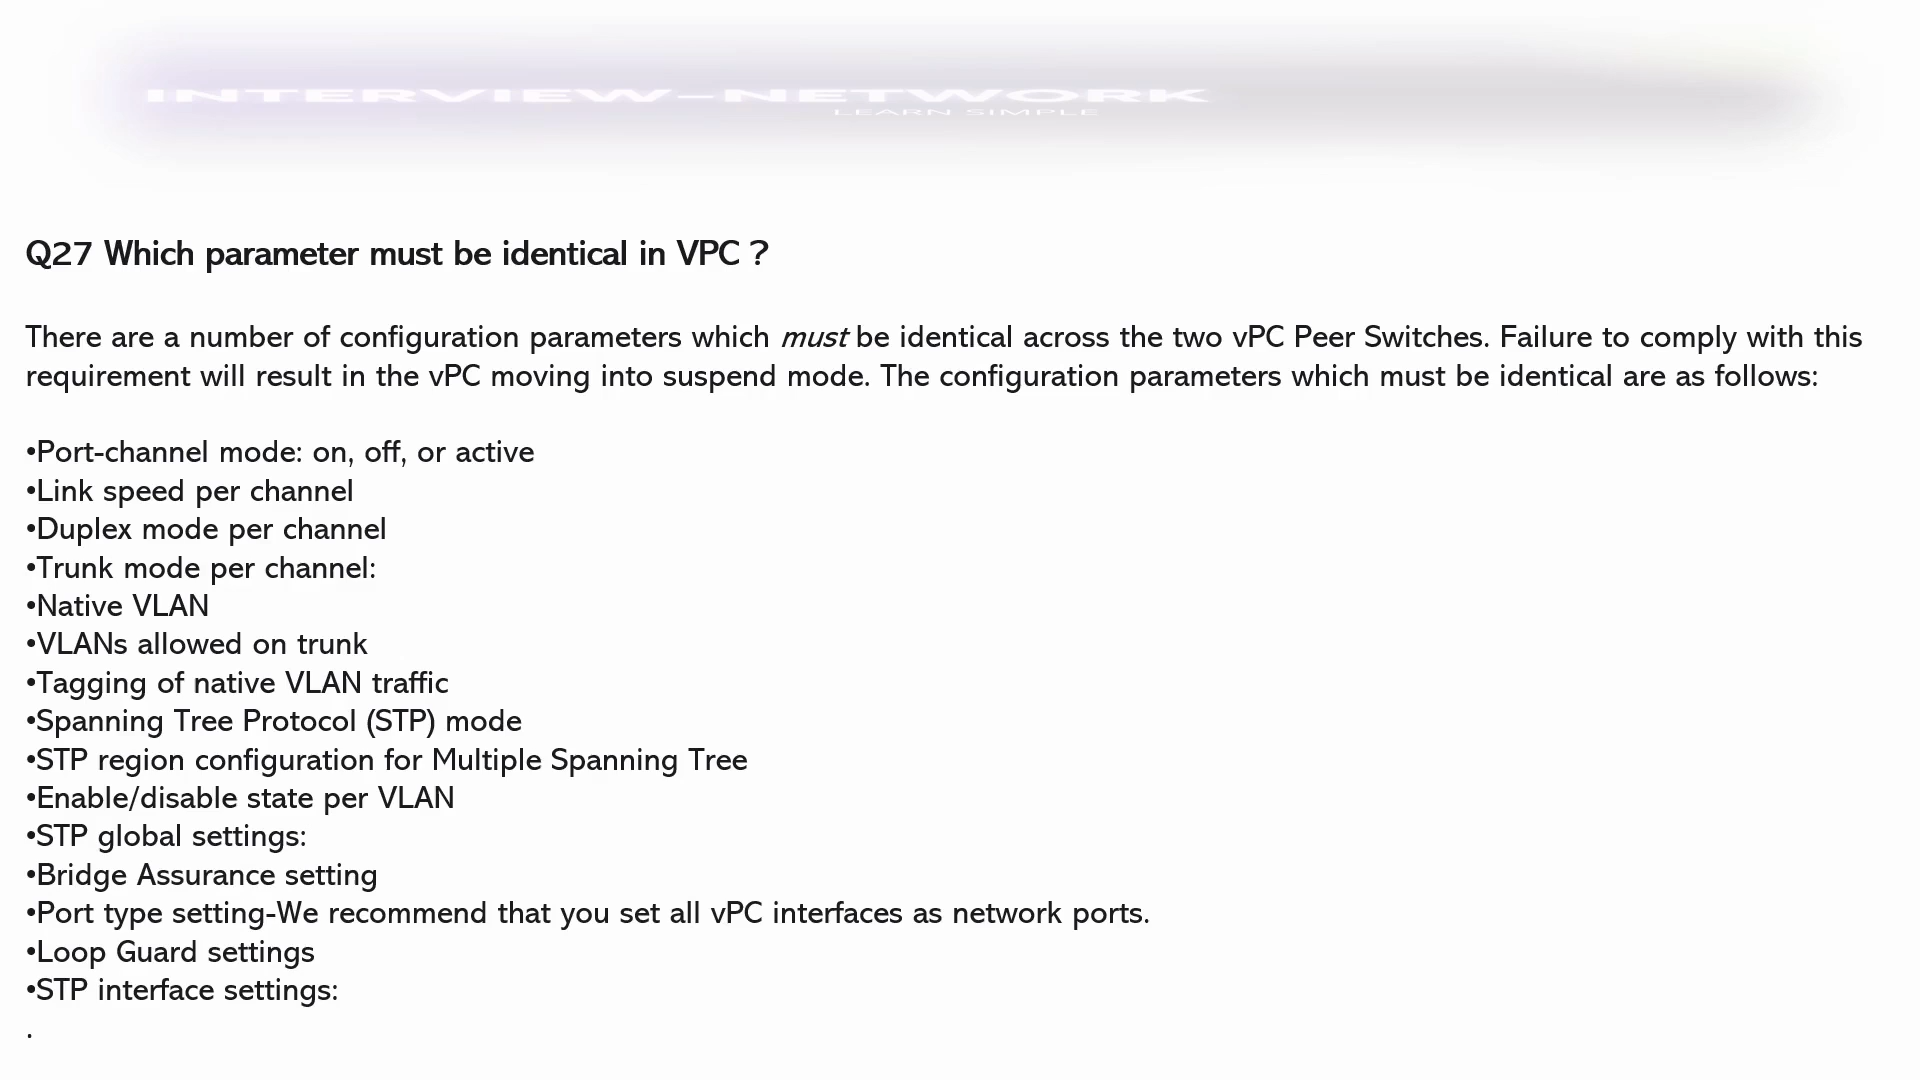 INTERVIEW-NETWORK
LEARN SIMPLE
Q27 Which parameter must be identical in VPC ?
There are a number of configuration parameters which must be identical across the two vPC Peer Switches. Failure to comply with this
requirement will result in the vPC moving into suspend mode. The configuration parameters which must be identical are as follows:
•Port-channel mode: on, off, or active
•Link speed per channel
•Duplex mode per channel
•Trunk mode per channel:
•Native VLAN
•VLANs allowed on trunk
•Tagging of native VLAN traffic
•Spanning Tree Protocol (STP) mode
•STP region configuration for Multiple Spanning Tree
•Enable/disable state per VLAN
•STP global settings:
•Bridge Assurance setting
•Port type setting-We recommend that you set all vPC interfaces as network ports.
•Loop Guard settings
•STP interface settings:
.